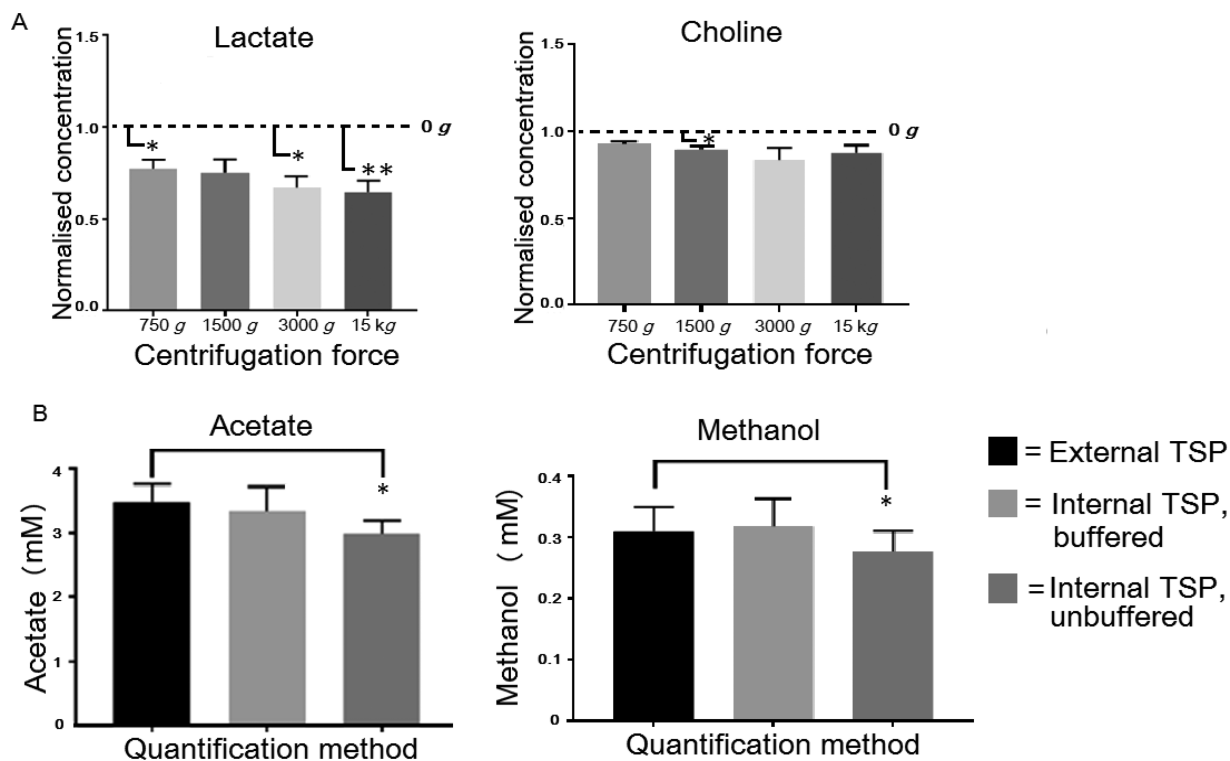 A
Lactate
Normalised concentration
1.5
1.0
0.5
0.0
0 g
*
*
**
750 g 1500 g 3000 g 15 kg
Centrifugation force
Choline
Normalised concentration
1.5
1.0
0.5
0.0
0 g
*
750 g 1500 g 3000 g 15 kg
Centrifugation force
B
Acetate
Acetate (mM)
4
3
2
1
0
*
Quantification method
Methanol
Methanol (mM)
0.4
0.3
0.2
0.1
0
*
Quantification method
= External TSP
= Internal TSP,
buffered
= Internal TSP,
unbuffered